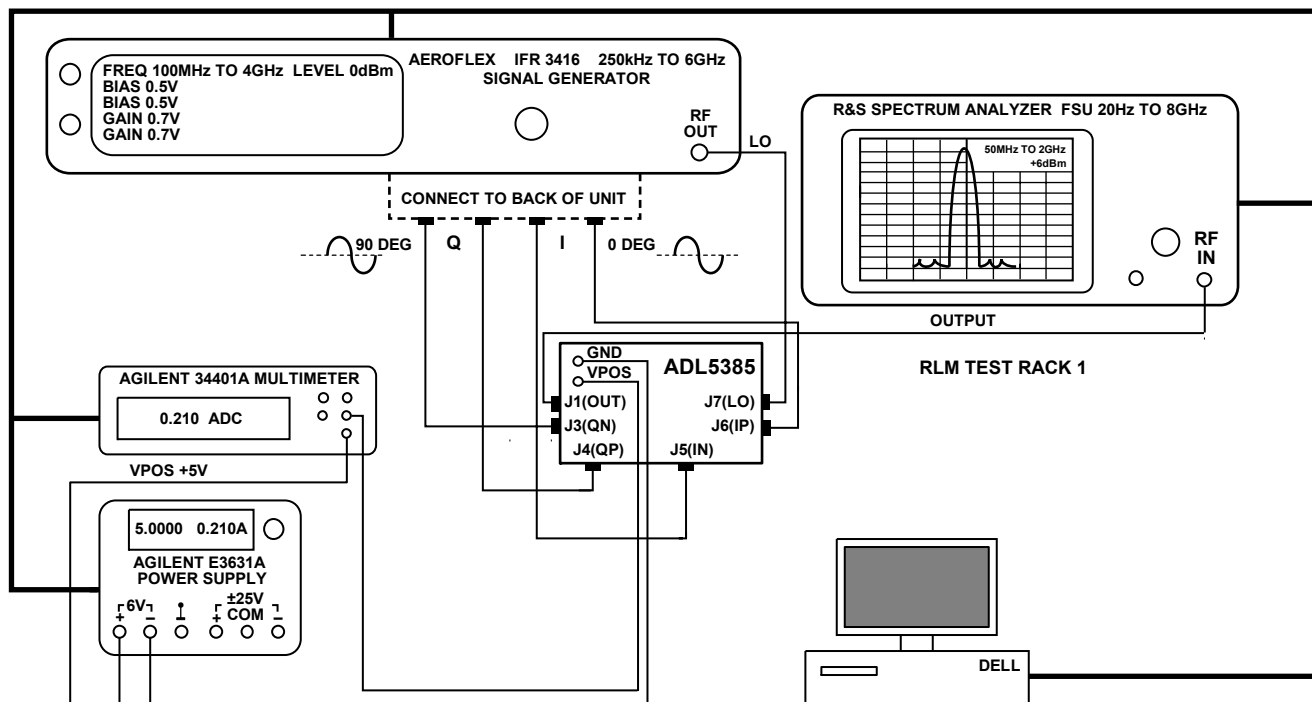 FREQ 100MHz TO 4GHz LEVEL 0dBm
BIAS 0.5V
BIAS 0.5V
GAIN 0.7V
GAIN 0.7V
AEROFLEX IFR 3416 250kHz TO 6GHz
SIGNAL GENERATOR
RF
OUT
LO
CONNECT TO BACK OF UNIT
90 DEG
Q
I
0 DEG
R&S SPECTRUM ANALYZER FSU 20Hz TO 8GHz
50MHz TO 2GHz
+6dBm
RF
IN
OUTPUT
RLM TEST RACK 1
GND
VPOS
ADL5385
J1(OUT)
J7(LO)
J3(QN)
J6(IP)
J4(QP)
J5(IN)
AGILENT 34401A MULTIMETER
0.210 ADC
VPOS +5V
5.0000 0.210A
AGILENT E3631A
POWER SUPPLY
6V
+ –
±25V
COM
+ –
DELL